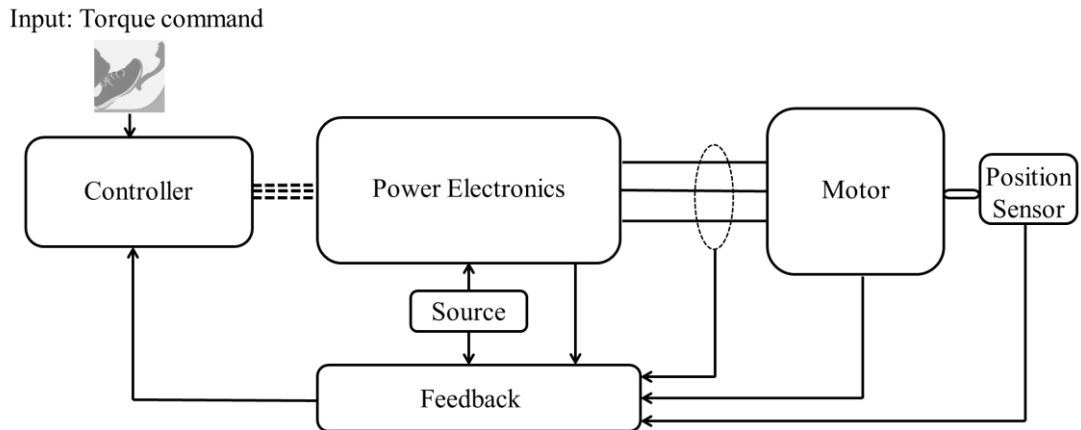 Input: Torque command
Controller
Power Electronics
Motor
Position
Sensor
Source
Feedback